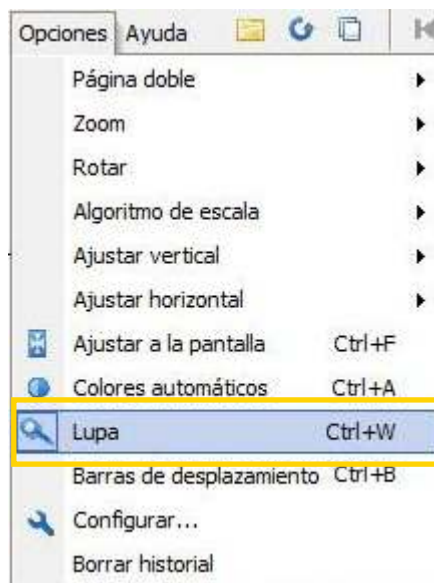 Opciones Ayuda
Página doble
Zoom
Rotar
Algoritmo de escala
Ajustar vertical
Ajustar horizontal
Ajustar a la pantalla Ctrl+F
Colores automáticos Ctrl+A
Lupa Ctrl+W
Barras de desplazamiento Ctrl+B
Configurar...
Borrar historial